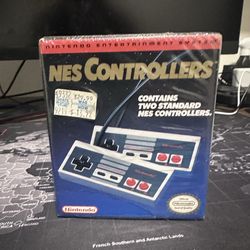 NINTENDO ENTERTAINMENT SYSTEM
NES CONTROLLERS
CONTAINS
TWO STANDARD
NES CONTROLLERS.
Nintendo
French Southern and Antarctic Lands